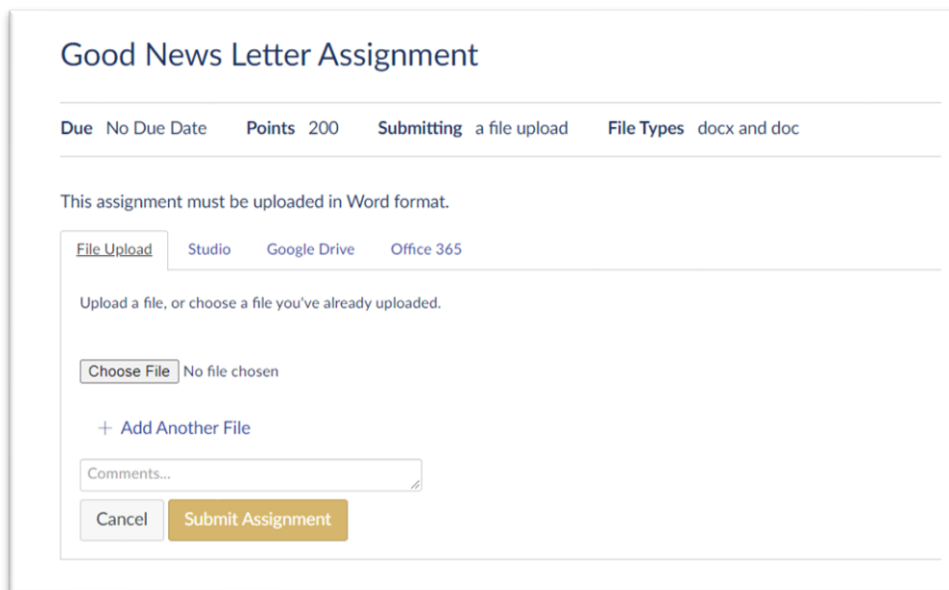 Good News Letter Assignment
Due No Due Date Points 200 Submitting a file upload File Types docx and doc
This assignment must be uploaded in Word format.
File Upload Studio Google Drive Office 365
Upload a file, or choose a file you've already uploaded.
Choose File No file chosen
+ Add Another File
Comments...
Cancel Submit Assignment